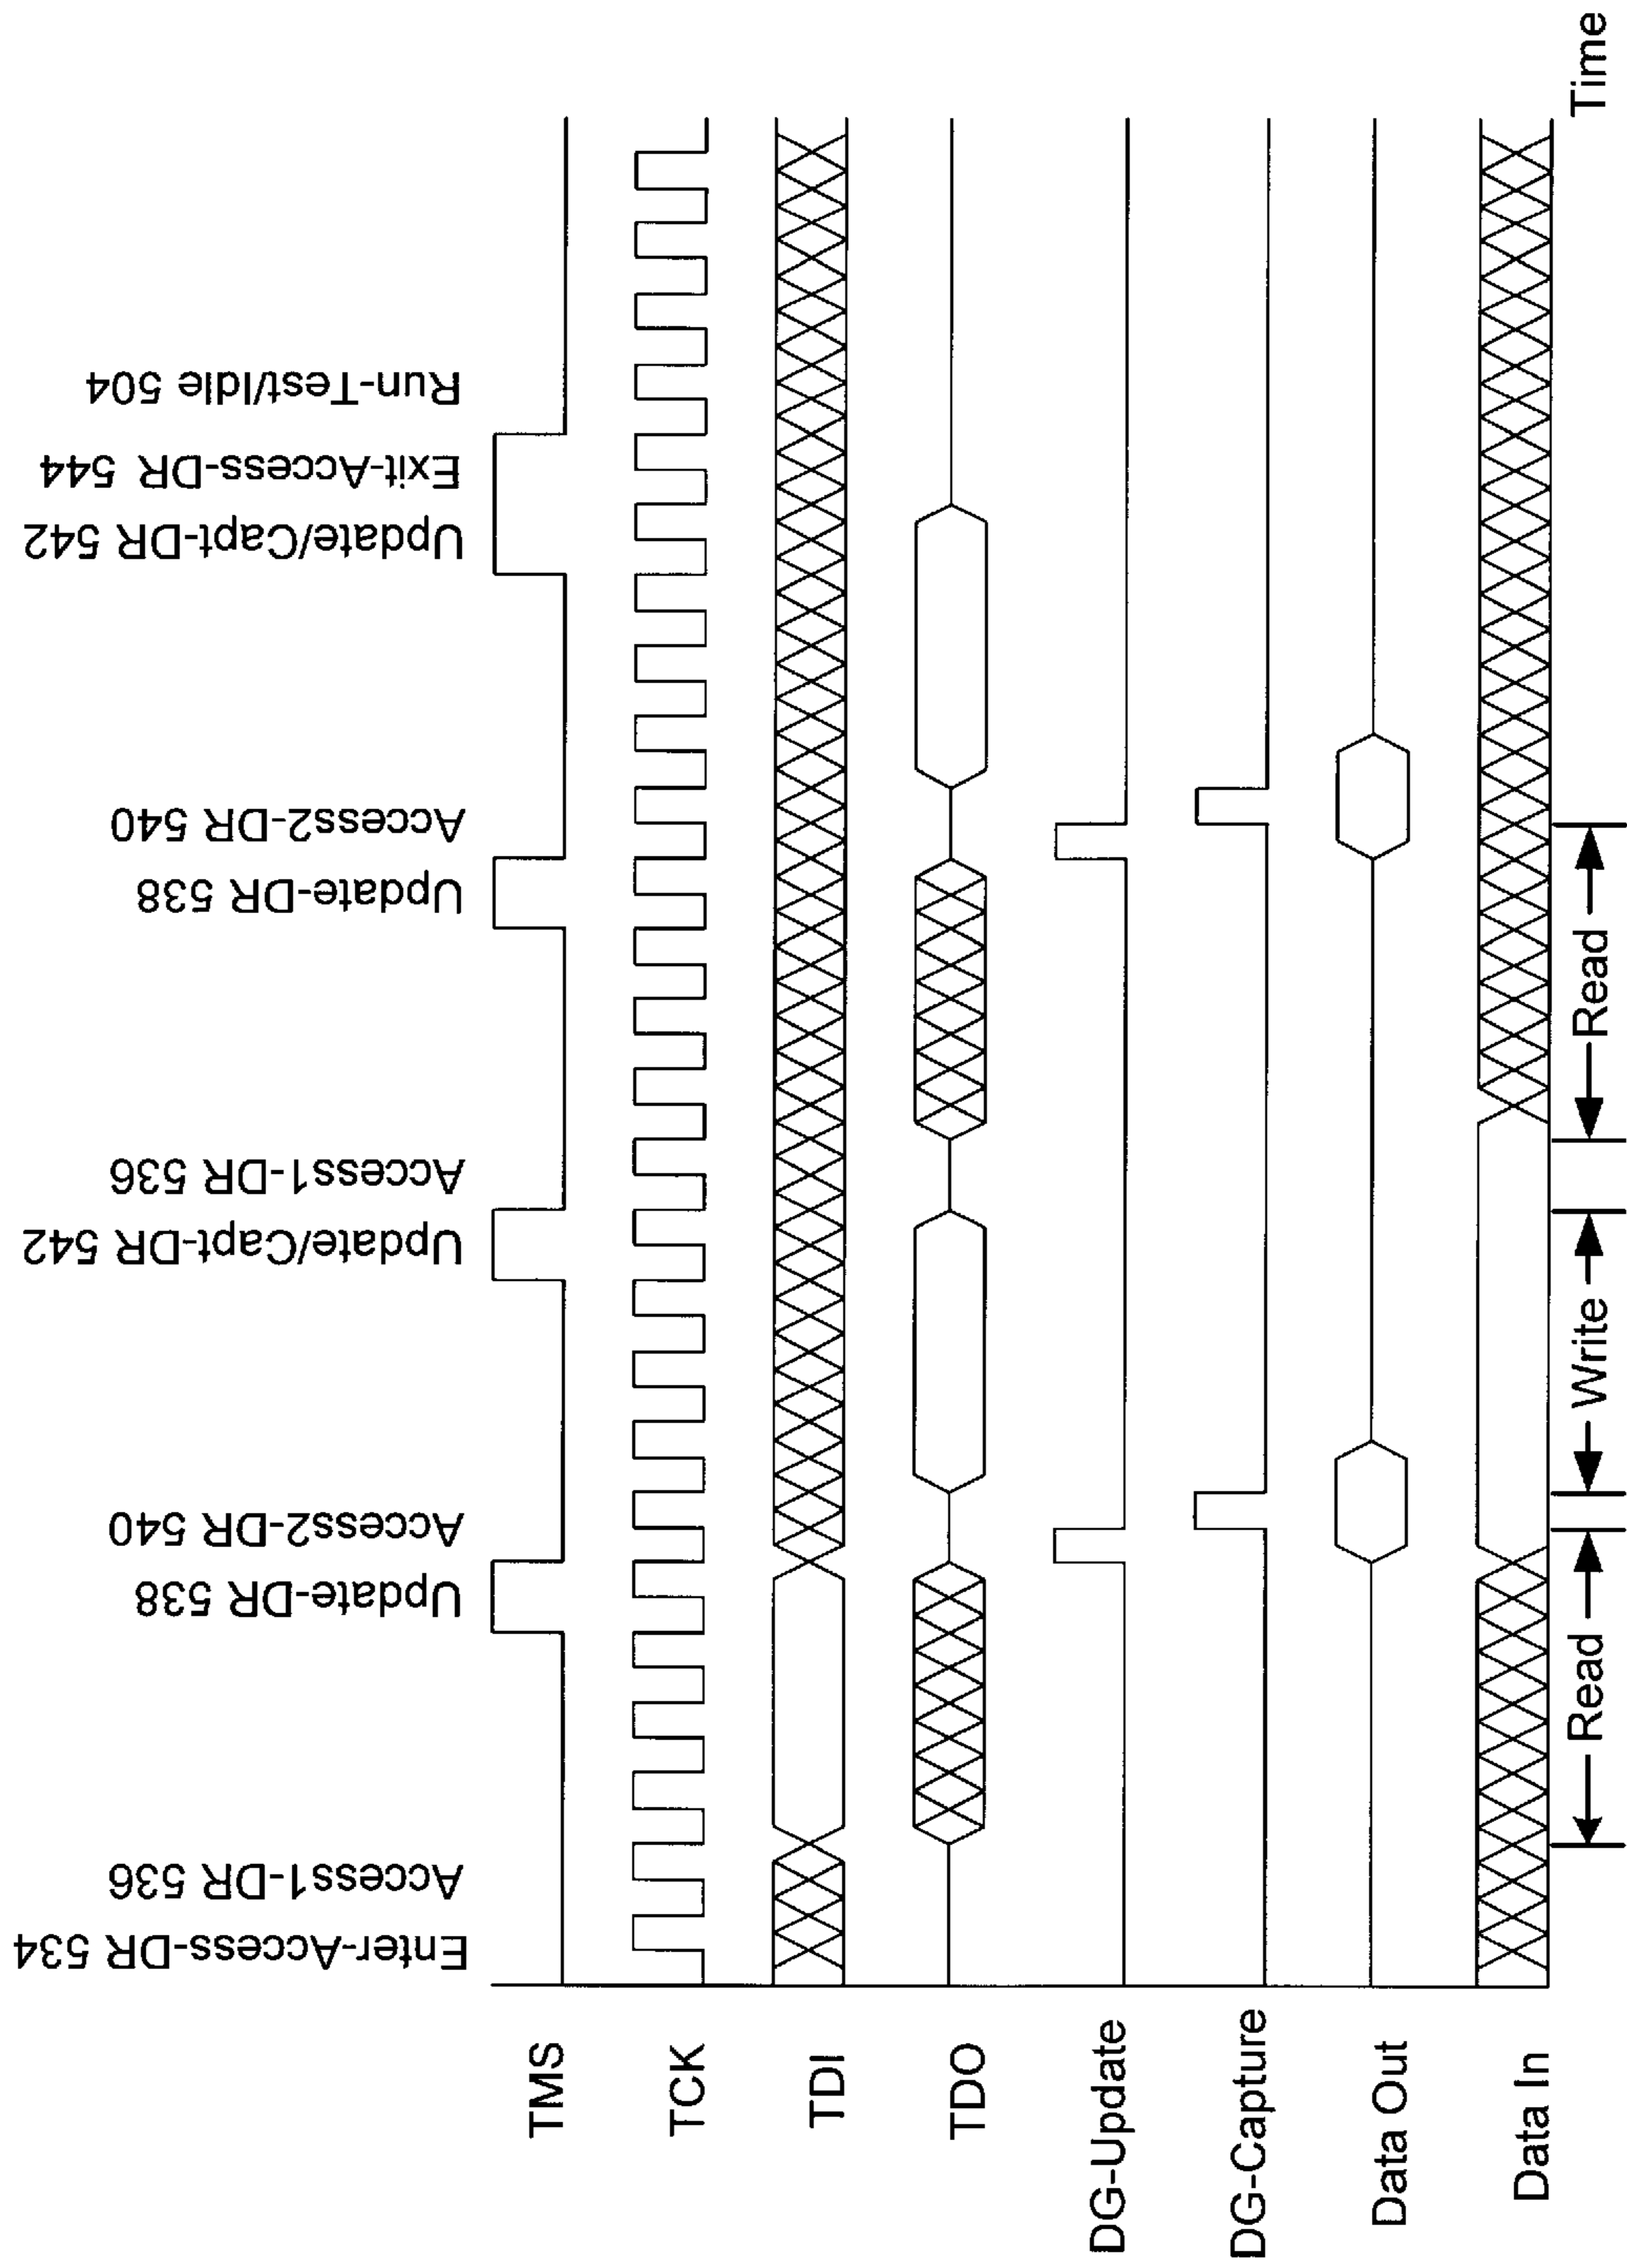 Enter-Access-DR 534
Access1-DR 536
Update-DR 538
Access2-DR 540
Update/Capt-DR 542
Access1-DR 536
Update-DR 538
Access2-DR 540
Update/Capt-DR 542
Exit-Access-DR 544
Run-Test/Idle 504
TMS
TCK
TDI
TDO
DG-Update
DG-Capture
Data Out
Data In
Read
Write
Read
Time